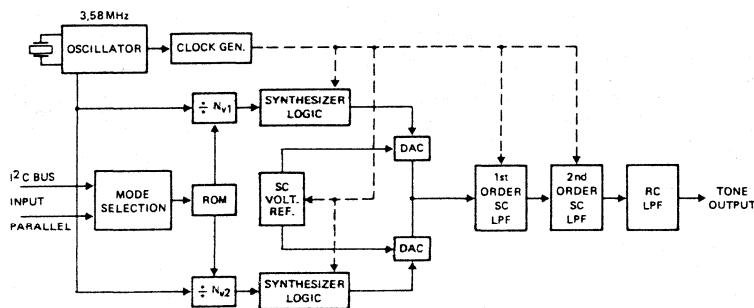 3,58 MHz
OSCILLATOR
CLOCK GEN.
÷ Nv1
SYNTHESIZER
LOGIC
DAC
I²C BUS
INPUT
PARALLEL
MODE
SELECTION
ROM
SC
VOLT.
REF.
1st
ORDER
SC
LPF
2nd
ORDER
SC
LPF
RC
LPF
TONE
OUTPUT
DAC
÷ Nv2
SYNTHESIZER
LOGIC